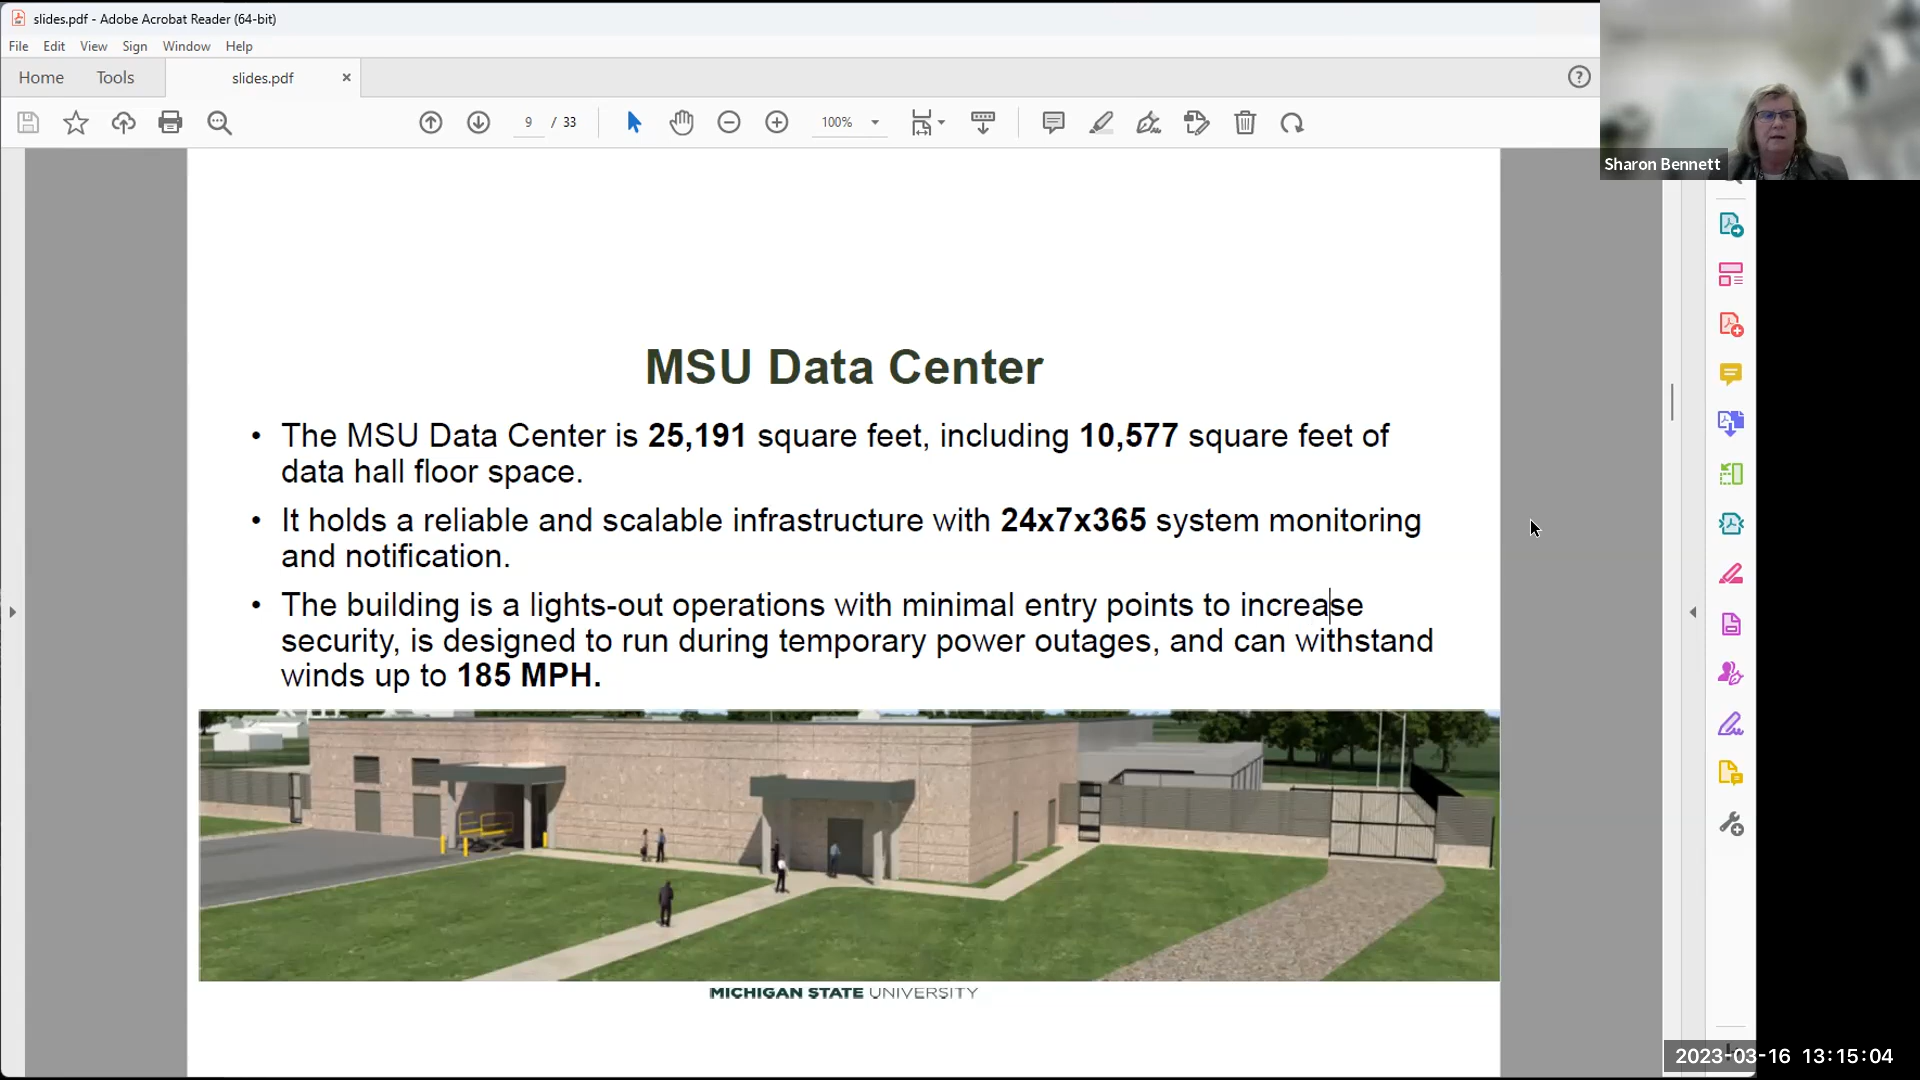 slides.pdf - Adobe Acrobat Reader (64-bit)
File Edit View Sign Window Help
Home Tools slides.pdf
9 / 33 100%
Sharon Bennett
MSU Data Center
• The MSU Data Center is 25,191 square feet, including 10,577 square feet of
data hall floor space.
• It holds a reliable and scalable infrastructure with 24x7x365 system monitoring
and notification.
• The building is a lights-out operations with minimal entry points to increase
security, is designed to run during temporary power outages, and can withstand
winds up to 185 MPH.
MICHIGAN STATE UNIVERSITY
2023-03-16 13:15:04